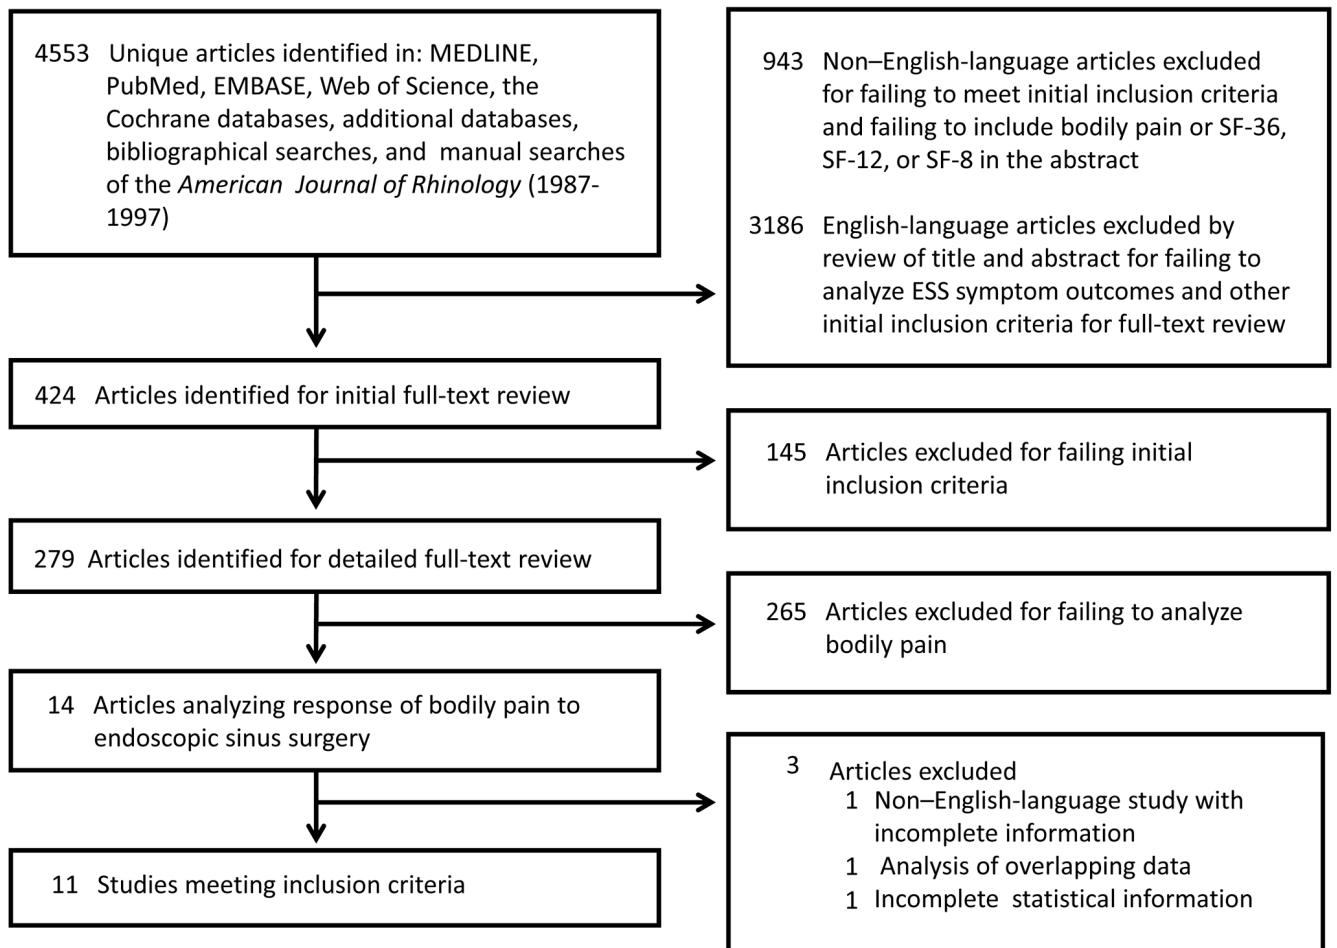 4553 Unique articles identified in: MEDLINE,
PubMed, EMBASE, Web of Science, the
Cochrane databases, additional databases,
bibliographical searches, and manual searches
of the American Journal of Rhinology (1987-
1997)
943 Non–English-language articles excluded
for failing to meet initial inclusion criteria
and failing to include bodily pain or SF-36,
SF-12, or SF-8 in the abstract
3186 English-language articles excluded by
review of title and abstract for failing to
analyze ESS symptom outcomes and other
initial inclusion criteria for full-text review
424 Articles identified for initial full-text review
145 Articles excluded for failing initial
inclusion criteria
279 Articles identified for detailed full-text review
265 Articles excluded for failing to analyze
bodily pain
14 Articles analyzing response of bodily pain to
endoscopic sinus surgery
3 Articles excluded
1 Non–English-language study with
incomplete information
1 Analysis of overlapping data
1 Incomplete statistical information
11 Studies meeting inclusion criteria